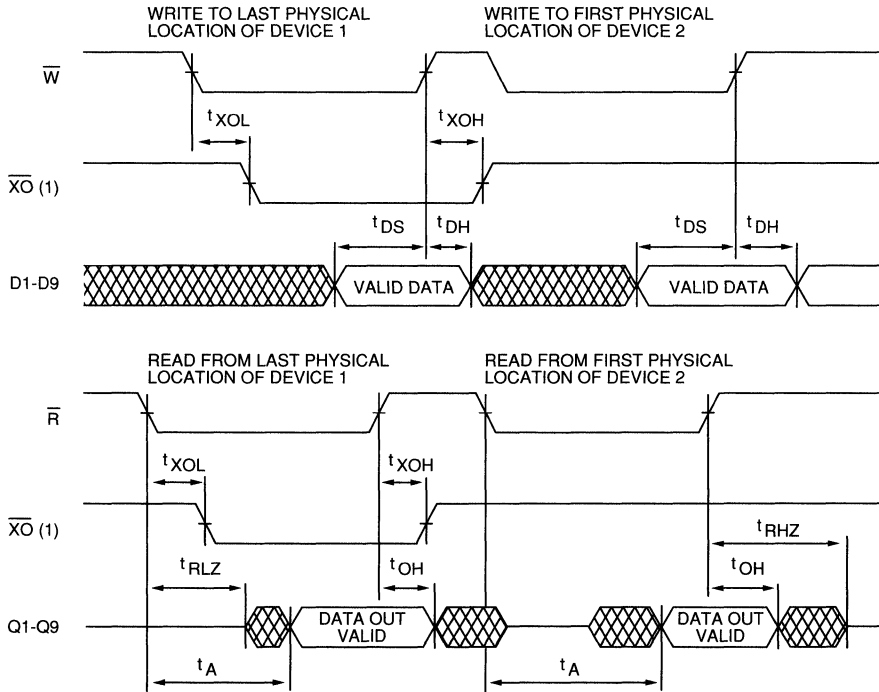 WRITE TO LAST PHYSICAL
LOCATION OF DEVICE 1
WRITE TO FIRST PHYSICAL
LOCATION OF DEVICE 2
W̅
tXOL
tXOH
X̅O̅ (1)
tDS
tDH
tDS
tDH
D1-D9
VALID DATA
VALID DATA
READ FROM LAST PHYSICAL
LOCATION OF DEVICE 1
READ FROM FIRST PHYSICAL
LOCATION OF DEVICE 2
R̅
tXOL
tXOH
X̅O̅ (1)
tRHZ
tRLZ
tOH
tOH
Q1-Q9
DATA OUT
VALID
DATA OUT
VALID
tA
tA